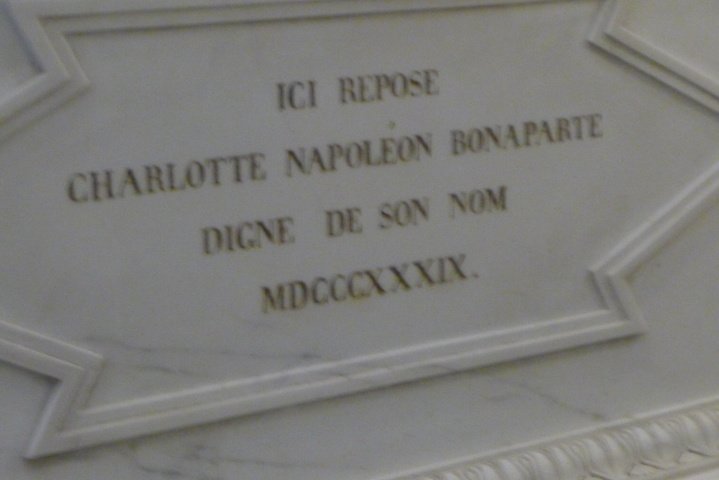 ICI REPOSE
CHARLOTTE NAPOLÉON BONAPARTE
DIGNE DE SON NOM
MDCCCXXXIX.